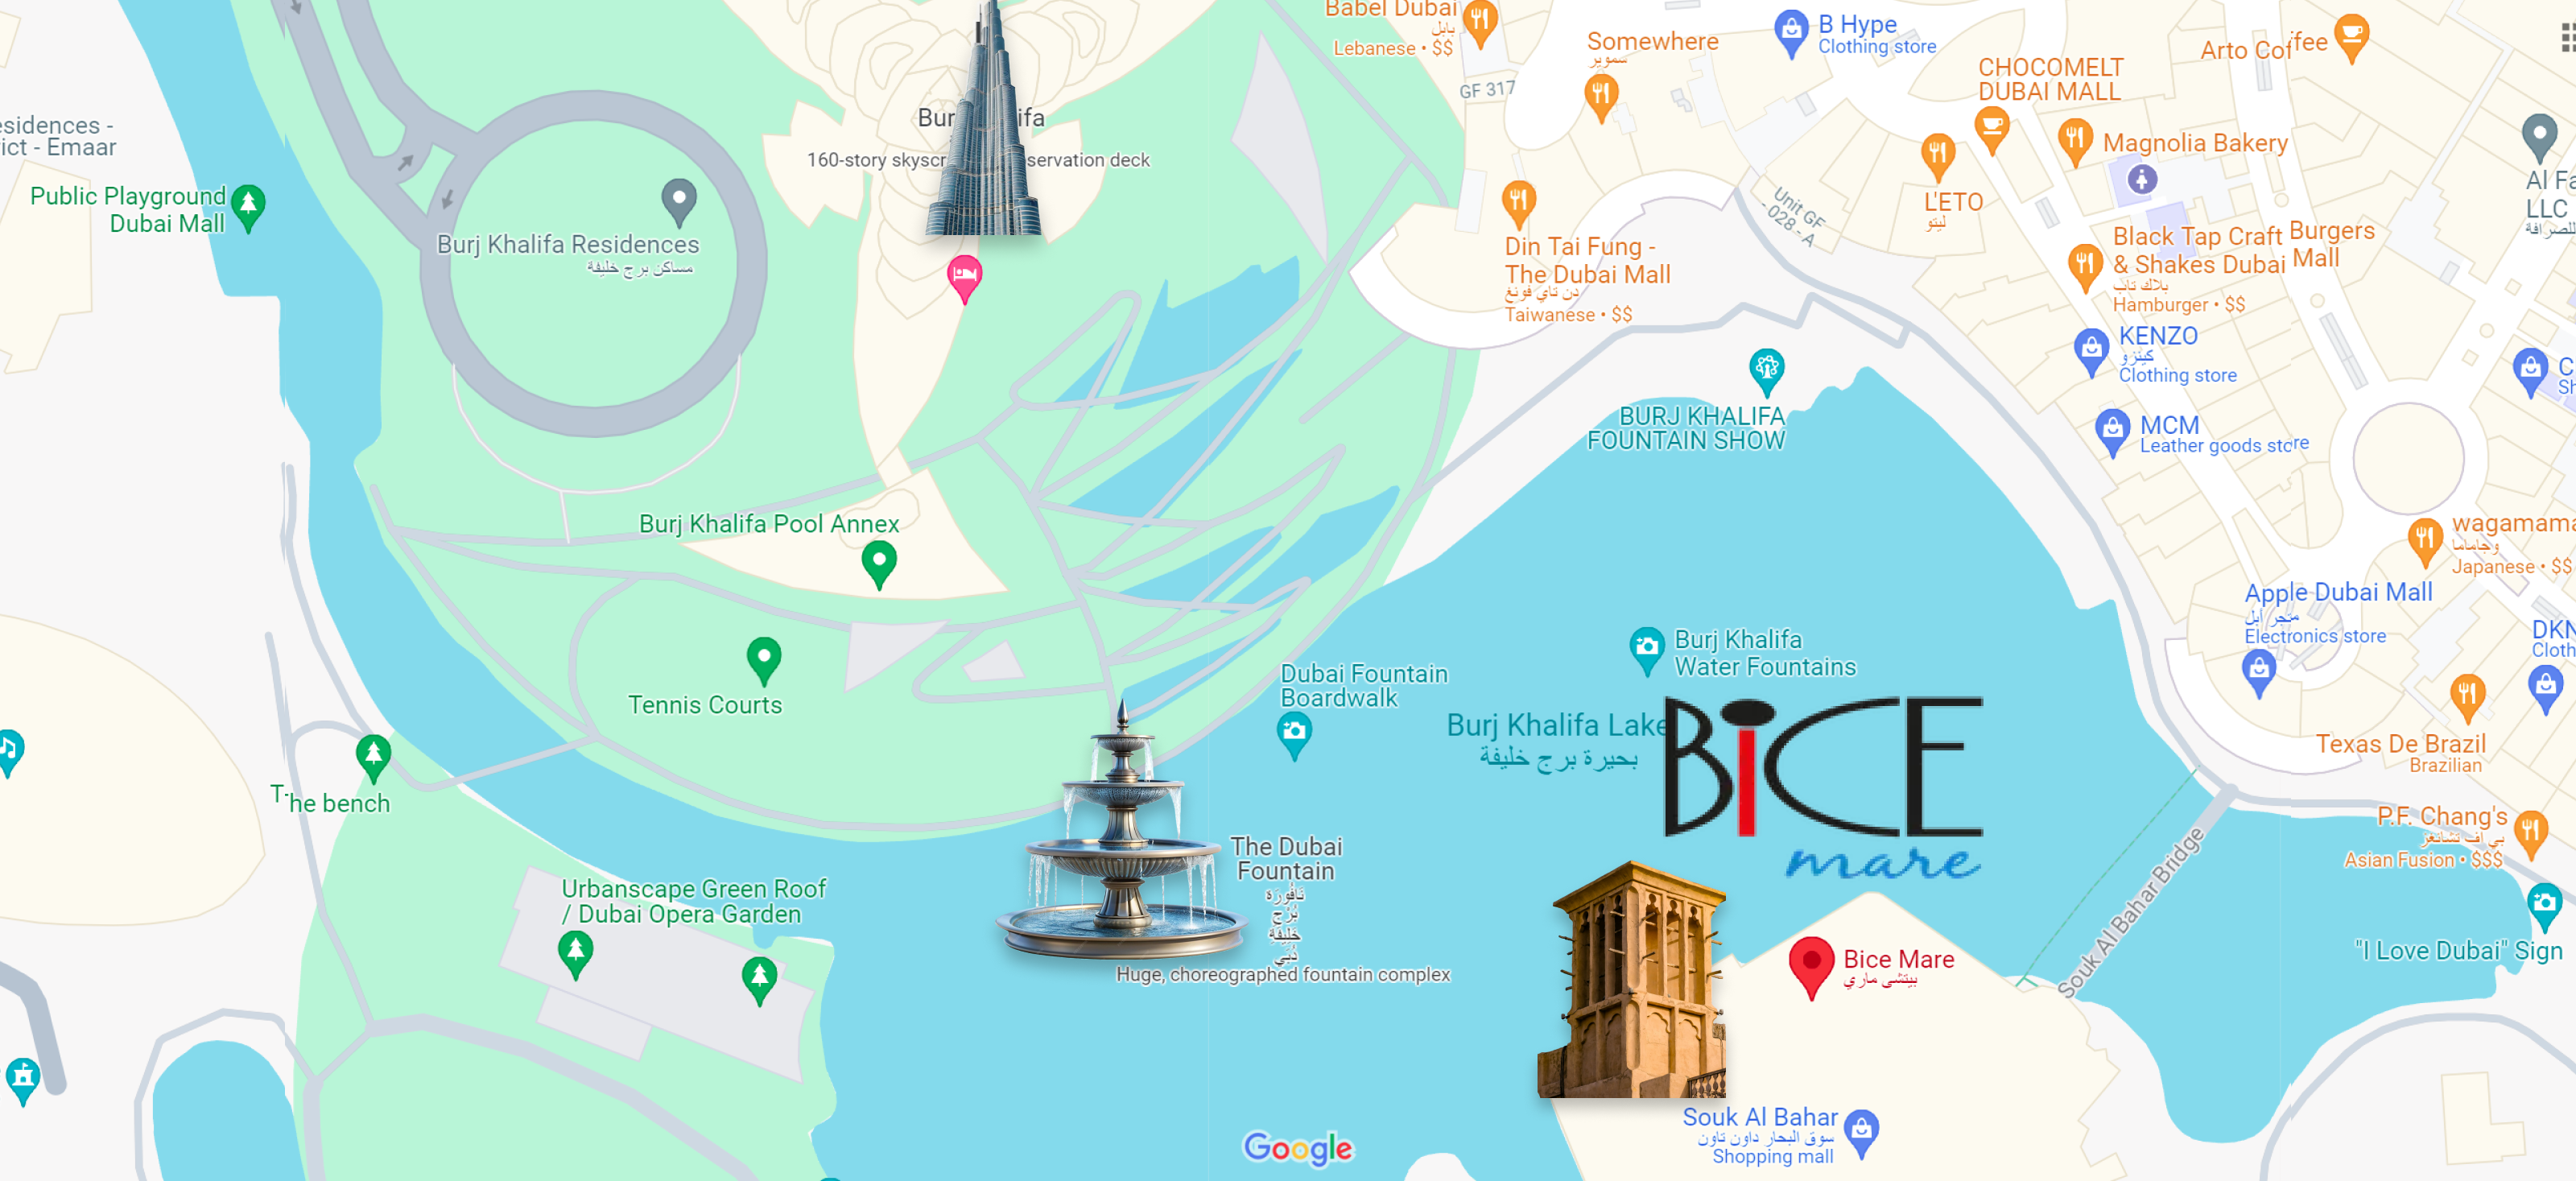 Babel Dubai
بابل
Lebanese • $$
Somewhere
سموير
B Hype
Clothing store
Arto Coffee
CHOCOMELT
DUBAI MALL
GF 317
Burj Khalifa
160-story skyscr
servation deck
esidences -
ict - Emaar
Public Playground
Dubai Mall
Burj Khalifa Residences
مساكن برج خليفة
Magnolia Bakery
L'ETO
ليتو
Unit GF
- 028 - A
Al Fa
LLC
للصرافة
Din Tai Fung -
The Dubai Mall
دن تاي فونغ
Taiwanese • $$
Black Tap Craft Burgers
& Shakes Dubai Mall
بلاك تاب
Hamburger • $$
KENZO
كينزو
Clothing store
C
Sh
BURJ KHALIFA
FOUNTAIN SHOW
MCM
Leather goods store
Burj Khalifa Pool Annex
wagamama
وجاماما
Japanese • $$
Apple Dubai Mall
متجر ابل
Electronics store
DKN
Cloth
Burj Khalifa
Water Fountains
Dubai Fountain
Boardwalk
Tennis Courts
Burj Khalifa Lake
بحيرة برج خليفة
BiCE
mare
Texas De Brazil
Brazilian
The bench
P.F. Chang's
بي اف تشانغز
Asian Fusion • $$$
The Dubai
Fountain
نافورة
برج
خليفة
دبي
Huge, choreographed fountain complex
Urbanscape Green Roof
/ Dubai Opera Garden
Souk Al Bahar Bridge
"I Love Dubai" Sign
Bice Mare
بيتشى ماري
Souk Al Bahar
سوق البحار داون تاون
Shopping mall
Google